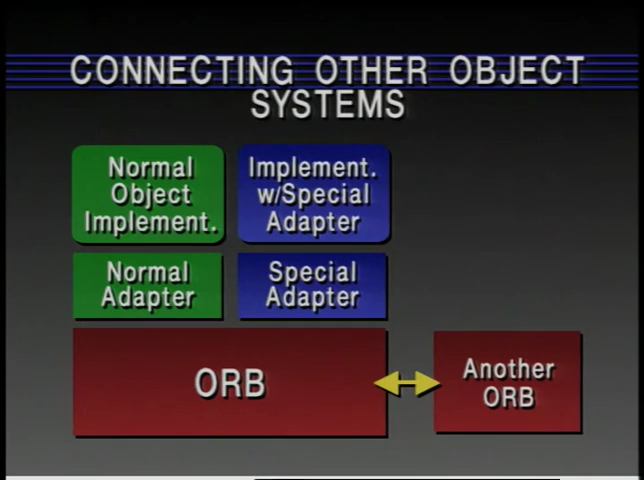 CONNECTING OTHER OBJECT
SYSTEMS
Normal
Object
Implement.
Implement.
w/Special
Adapter
Normal
Adapter
Special
Adapter
ORB
Another
ORB